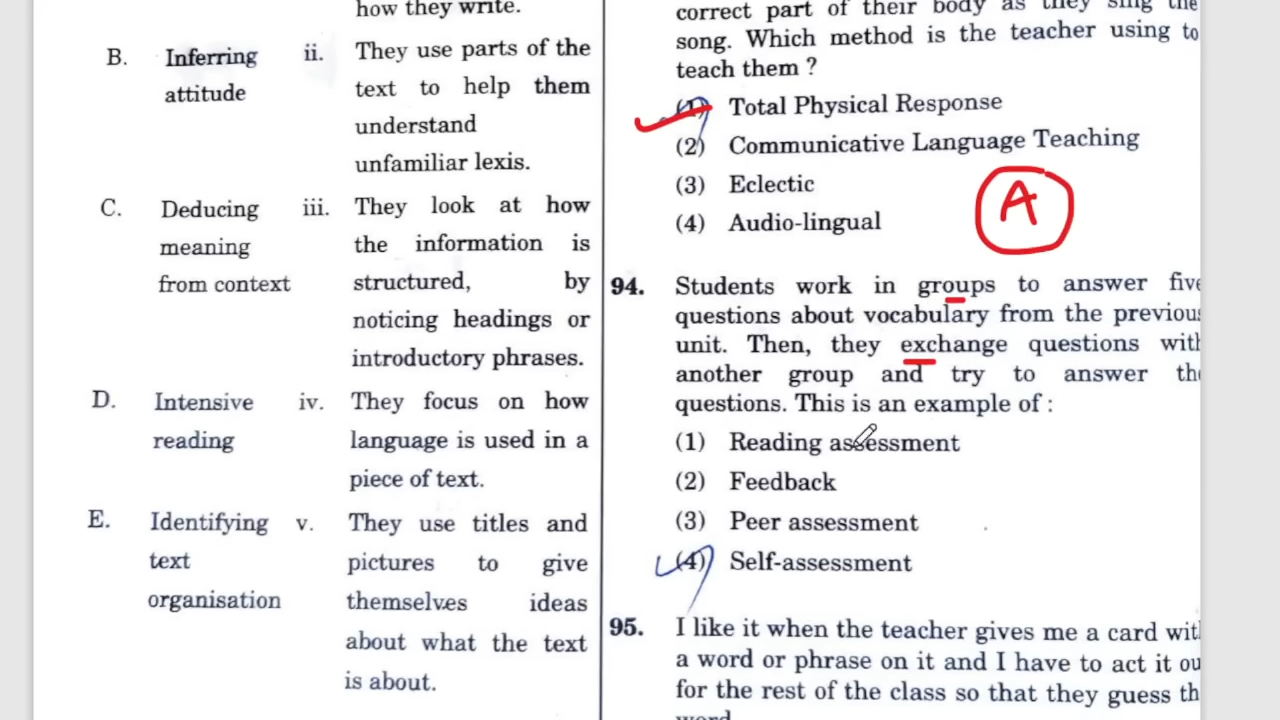 how they write.
B. Inferring ii. They use parts of the
attitude text to help them
understand
unfamiliar lexis.
C. Deducing iii. They look at how
meaning the information is
from context structured, by
noticing headings or
introductory phrases.
D. Intensive iv. They focus on how
reading language is used in a
piece of text.
E. Identifying v. They use titles and
text pictures to give
organisation themselves ideas
about what the text
is about.
correct part of their body as they sing the
song. Which method is the teacher using to
teach them ?
(1) Total Physical Response
(2) Communicative Language Teaching
(3) Eclectic
(4) Audio-lingual
A
94. Students work in groups to answer five
questions about vocabulary from the previous
unit. Then, they exchange questions with
another group and try to answer the
questions. This is an example of :
(1) Reading assessment
(2) Feedback
(3) Peer assessment
(4) Self-assessment
95. I like it when the teacher gives me a card wit
a word or phrase on it and I have to act it ou
for the rest of the class so that they guess th
word.